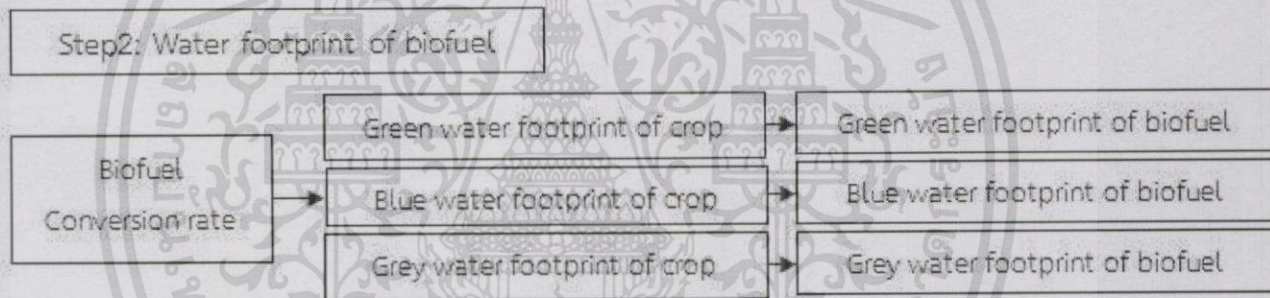 Step2: Water footprint of biofuel
Green water footprint of crop
Green water footprint of biofuel
Biofuel
Conversion rate
Blue water footprint of crop
Blue water footprint of biofuel
Grey water footprint of crop
Grey water footprint of biofuel